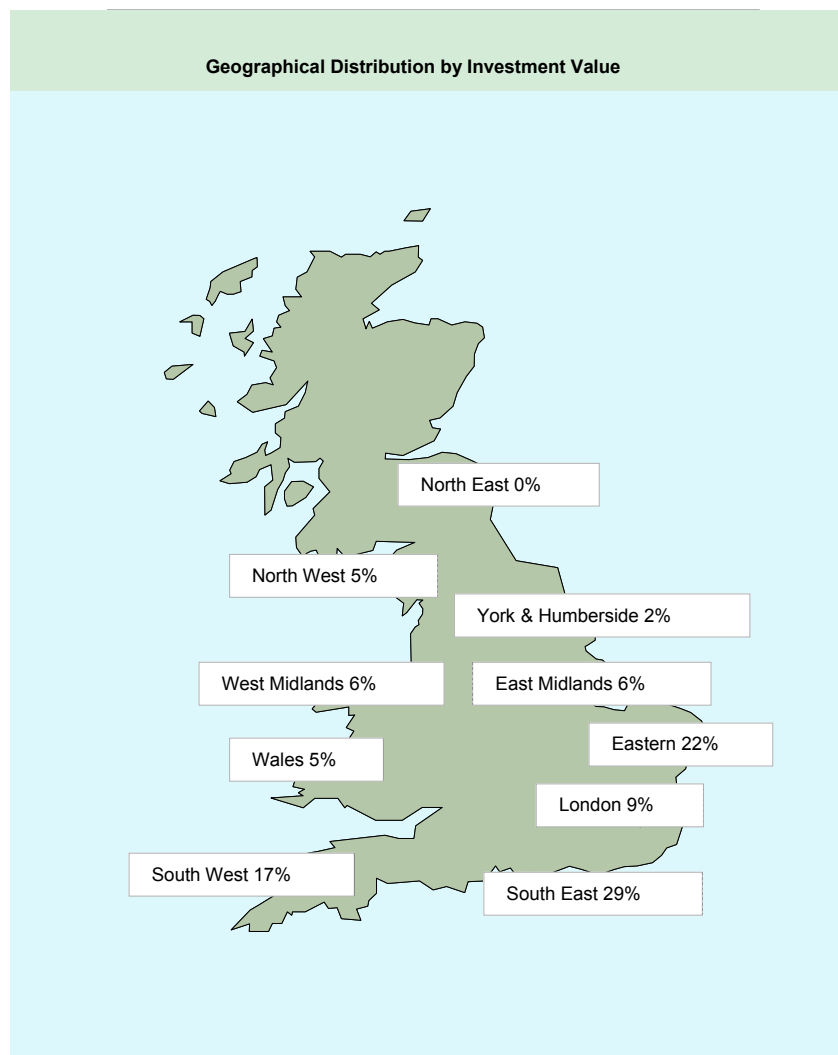 Geographical Distribution by Investment Value
North East 0%
North West 5%
York & Humberside 2%
West Midlands 6%
East Midlands 6%
Eastern 22%
Wales 5%
London 9%
South West 17%
South East 29%